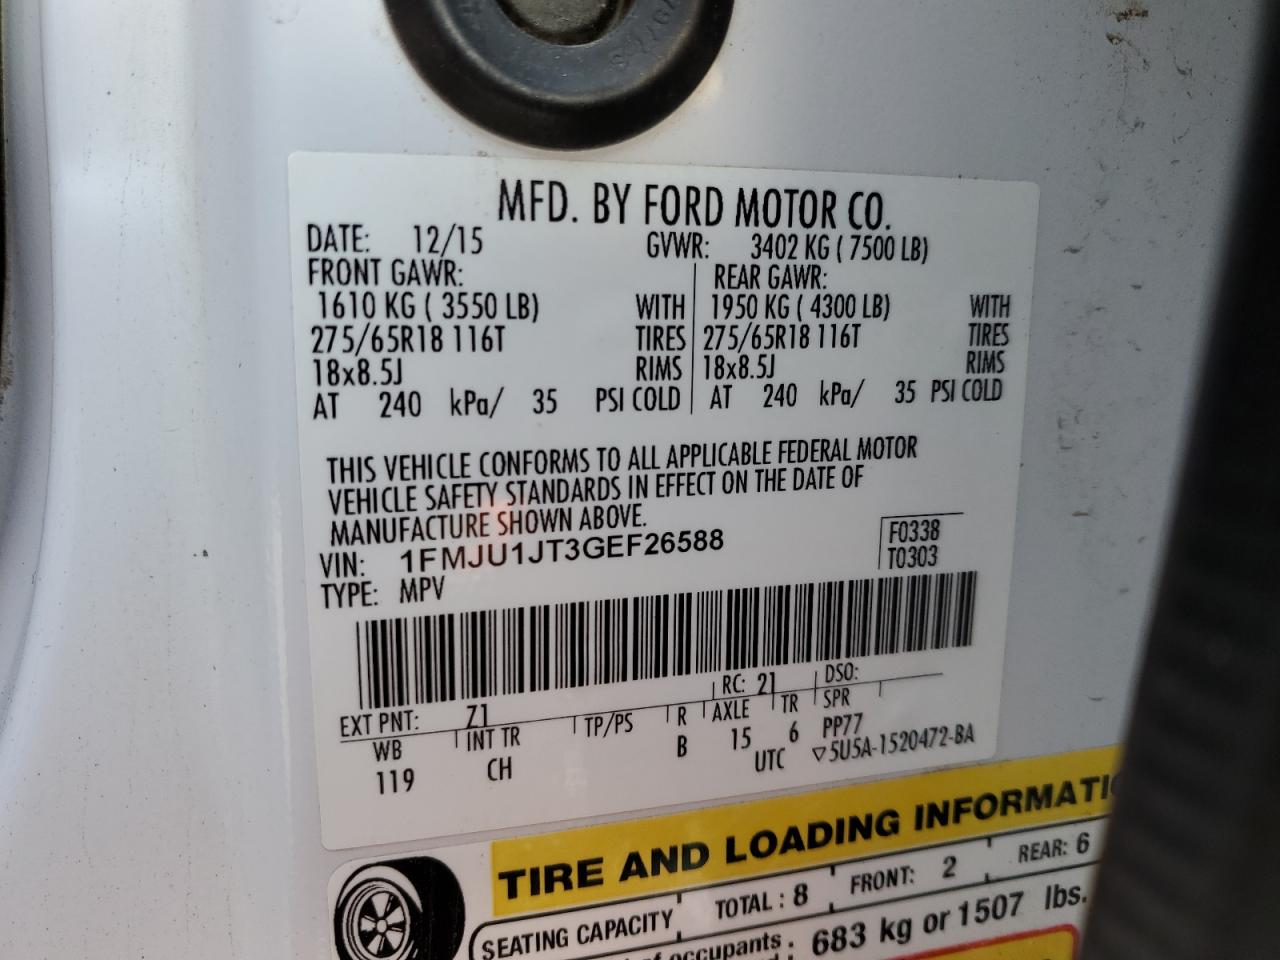 MFD. BY FORD MOTOR CO.
DATE: 12/15 GVWR: 3402 KG ( 7500 LB)
FRONT GAWR: REAR GAWR:
1610 KG ( 3550 LB) WITH 1950 KG ( 4300 LB) WITH
275/65R18 116T TIRES 275/65R18 116T TIRES
18x8.5J RIMS 18x8.5J RIMS
AT 240 kPa/ 35 PSI COLD AT 240 kPa/ 35 PSI COLD
THIS VEHICLE CONFORMS TO ALL APPLICABLE FEDERAL MOTOR
VEHICLE SAFETY STANDARDS IN EFFECT ON THE DATE OF
MANUFACTURE SHOWN ABOVE.
VIN: 1FMJU1JT3GEF26588 F0338
TYPE: MPV T0303
EXT PNT: Z1 RC: 21 DSO:
WB INT TR TP/PS R AXLE TR SPR
119 CH B 15 6 PP77
UTC ▽5U5A-1520472-BA
TIRE AND LOADING INFORMATI
SEATING CAPACITY TOTAL : 8 FRONT: 2 REAR: 6
occupants. 683 kg or 1507 lbs.